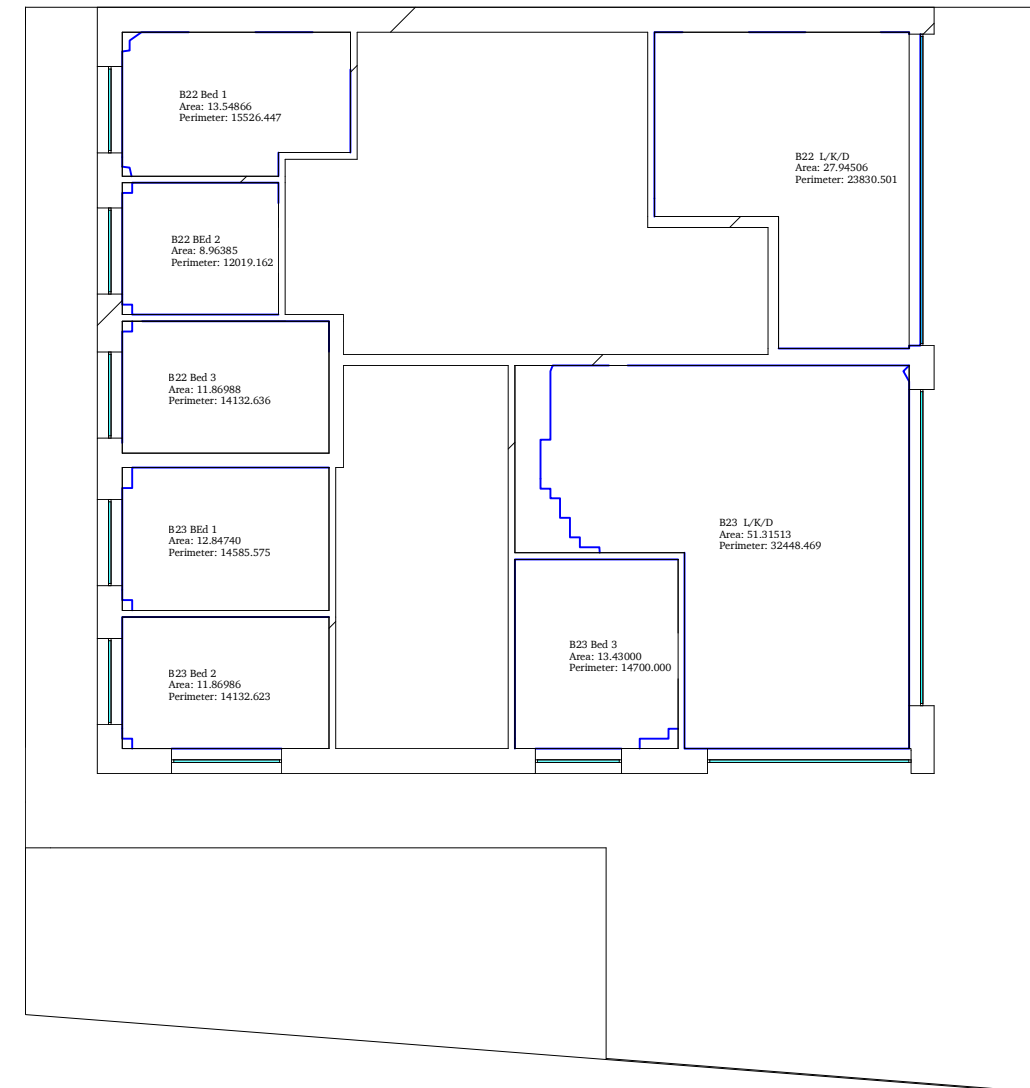 B22 Bed 1
Area: 13.54866
Perimeter: 15526.447
B22  L/K/D
Area: 27.94506
Perimeter: 23830.501
B22 BEd 2
Area: 8.96385
Perimeter: 12019.162
B22 Bed 3
Area: 11.86988
Perimeter: 14132.636
B23 BEd 1
Area: 12.84740
Perimeter: 14585.575
B23  L/K/D
Area: 51.31513
Perimeter: 32448.469
B23 Bed 3
Area: 13.43000
Perimeter: 14700.000
B23 Bed 2
Area: 11.86986
Perimeter: 14132.623